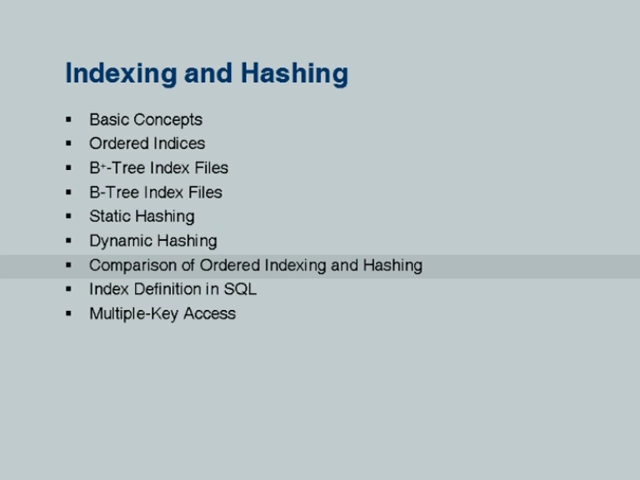 Indexing and Hashing
▪ Basic Concepts
▪ Ordered Indices
▪ B⁺-Tree Index Files
▪ B-Tree Index Files
▪ Static Hashing
▪ Dynamic Hashing
▪ Comparison of Ordered Indexing and Hashing
▪ Index Definition in SQL
▪ Multiple-Key Access